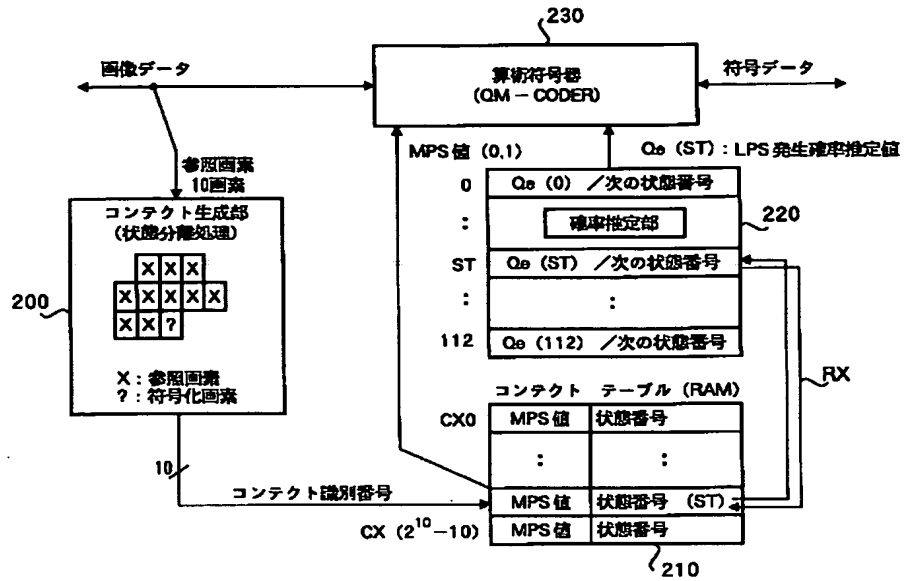 230
画像データ
算術符号器
(QM－CODER)
符号データ
MPS値 (0,1)
Qe (ST) : LPS発生確率推定値
参照画素
10画素
0
Qe (0) ／次の状態番号
コンテクト生成部
(状態分離処理)
:
確率推定部
220
X X X
ST
Qe (ST) ／次の状態番号
X X X X X
200
:
:
X X ?
112
Qe (112) ／次の状態番号
X : 参照画素
? : 符号化画素
RX
コンテクト テーブル (RAM)
CX0
MPS値
状態番号
:
:
10
コンテクト識別番号
MPS値
状態番号 (ST)
CX (2^10－10)
MPS値
状態番号
210